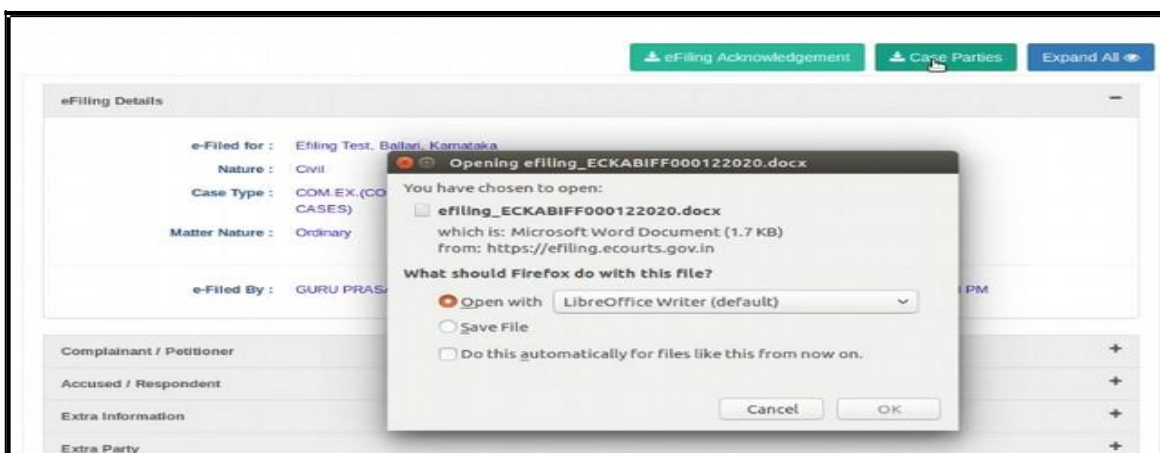 eFiling Acknowledgement
Case Parties
Expand All
eFiling Details
e-Filed for : Efiling Test, Ballari, Karnataka
Nature : Civil
Case Type : COM.EX.(CO
CASES)
Matter Nature : Ordinary
e-Filed By : GURU PRASA
PM
Opening efiling_ECKABIFF000122020.docx
You have chosen to open:
efiling_ECKABIFF000122020.docx
which is: Microsoft Word Document (1.7 KB)
from: https://efiling.ecourts.gov.in
What should Firefox do with this file?
Open with LibreOffice Writer (default)
Save File
Do this automatically for files like this from now on.
Cancel OK
Complainant / Petitioner
Accused / Respondent
Extra Information
Extra Party